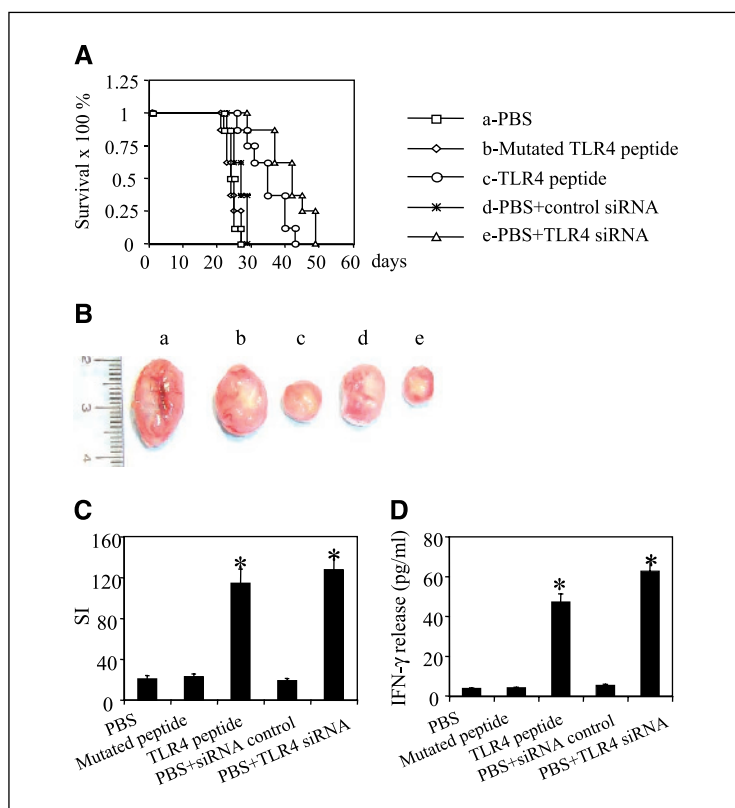 A
1.25
1
0.75
0.5
0.25
0
Survival x 100 %
0 10 20 30 40 50 60 days
a-PBS
b-Mutated TLR4 peptide
c-TLR4 peptide
d-PBS+control siRNA
e-PBS+TLR4 siRNA
B
a b c d e
2
3
4
C
160
120
80
40
0
SI
* *
PBS
Mutated peptide
TLR4 peptide
PBS+siRNA control
PBS+TLR4 siRNA
D
80
60
40
20
0
IFN-γ release (pg/ml)
* *
PBS
Mutated peptide
TLR4 peptide
PBS+siRNA control
PBS+TLR4 siRNA